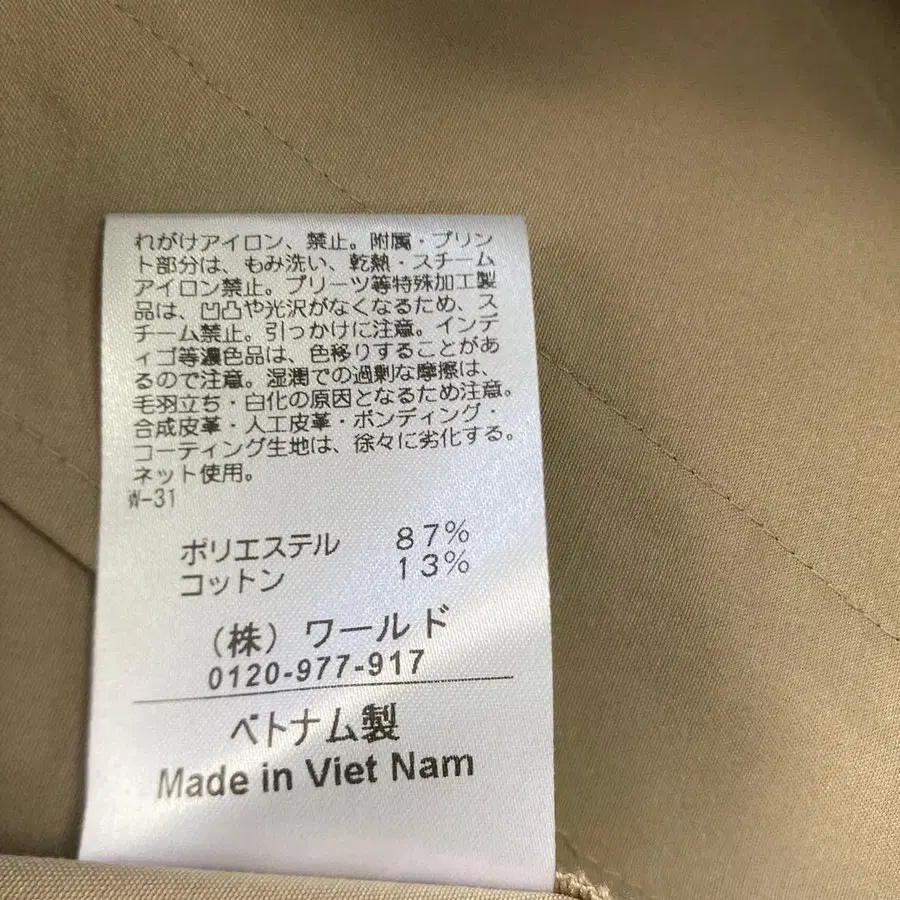 れがけアイロン、禁止。附属・プリン
ト部分は、もみ洗い、乾熱・スチーム
アイロン禁止。プリーツ等特殊加工製
品は、凹凸や光沢がなくなるため、ス
チーム禁止。引っかけに注意。インデ
ィゴ等濃色品は、色移りすることがあ
るので注意。湿潤での過剰な摩擦は、
毛羽立ち・白化の原因となるため注意。
合成皮革・人工皮革・ボンディング・
コーティング生地は、徐々に劣化する。
ネット使用。
W-31
ポリエステル 87%
コットン 13%
（株）ワールド
0120-977-917
ベトナム製
Made in Viet Nam